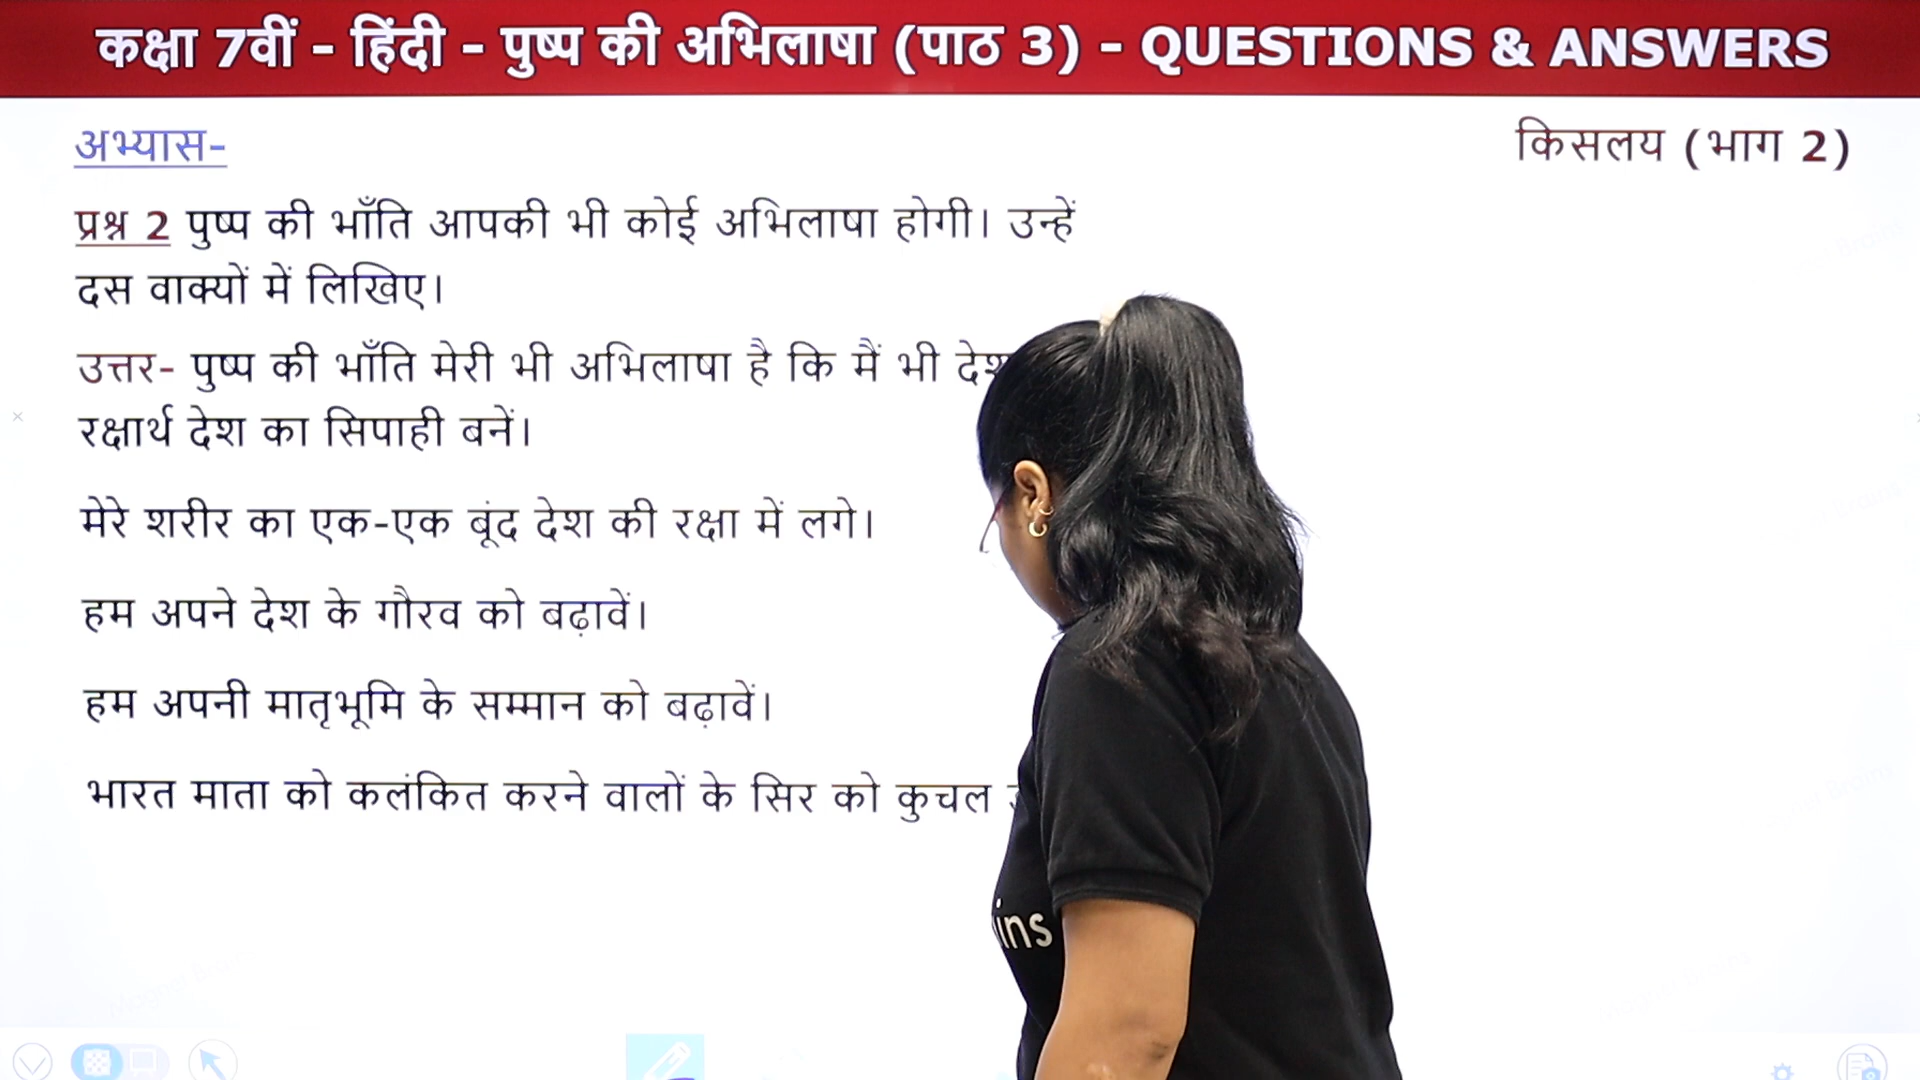 कक्षा 7वीं - हिंदी - पुष्प की अभिलाषा (पाठ 3) - QUESTIONS & ANSWERS
अभ्यास-
किसलय (भाग 2)
प्रश्न 2 पुष्प की भाँति आपकी भी कोई अभिलाषा होगी। उन्हें
दस वाक्यों में लिखिए।
उत्तर- पुष्प की भाँति मेरी भी अभिलाषा है कि मैं भी देश
रक्षार्थ देश का सिपाही बनें।
मेरे शरीर का एक-एक बूंद देश की रक्षा में लगे।
हम अपने देश के गौरव को बढ़ावें।
हम अपनी मातृभूमि के सम्मान को बढ़ावें।
भारत माता को कलंकित करने वालों के सिर को कुचल
ins